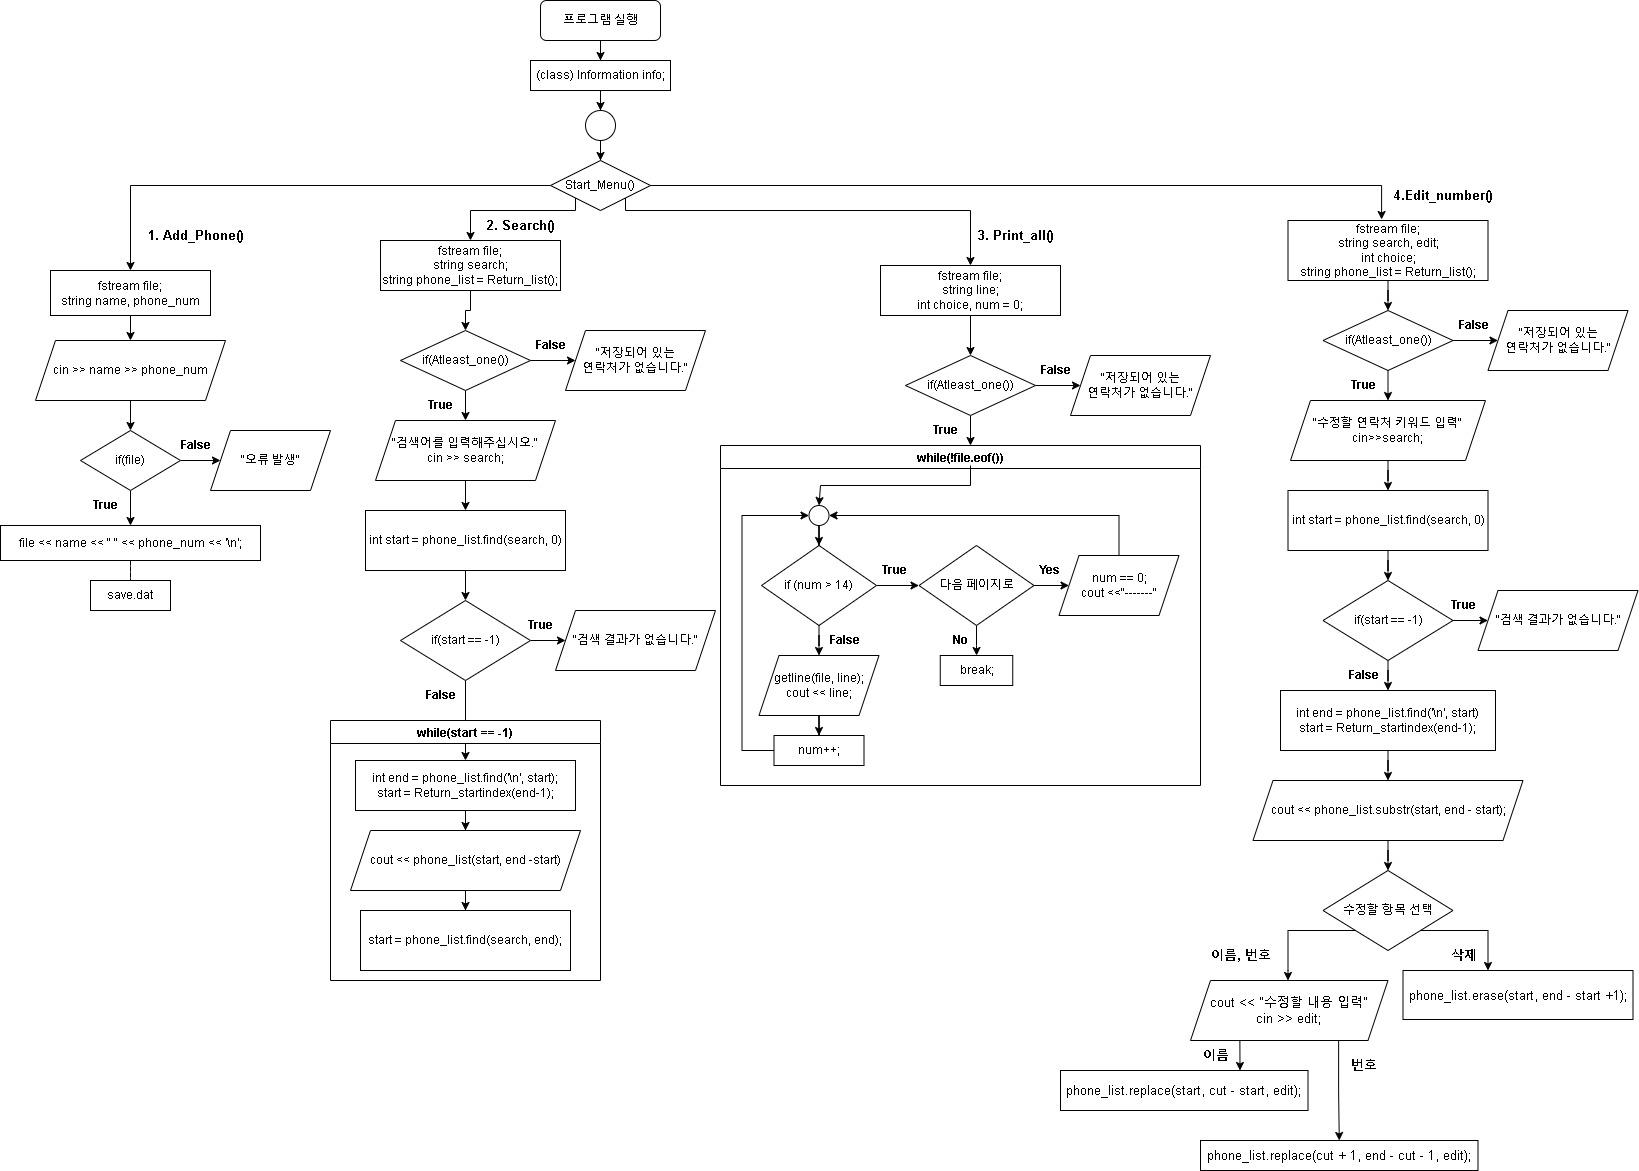 프로그램 실행
(class) Information info;
Start_Menu()
1. Add_Phone()
fstream file;
string name, phone_num
cin >> name >> phone_num
if(file)
False
"오류 발생"
True
file << name << " " << phone_num << '\n';
save.dat
2. Search()
fstream file;
string search;
string phone_list = Return_list();
if(Atleast_one())
False
"저장되어 있는
연락처가 없습니다."
True
"검색어를 입력해주십시오."
cin >> search;
int start = phone_list.find(search, 0)
if(start == -1)
True
"검색 결과가 없습니다."
False
while(start == -1)
int end = phone_list.find('\n', start);
start = Return_startindex(end-1);
cout << phone_list(start, end -start)
start = phone_list.find(search, end);
3. Print_all()
fstream file;
string line;
int choice, num = 0;
if(Atleast_one())
False
"저장되어 있는
연락처가 없습니다."
True
while(!file.eof())
if (num > 14)
True
다음 페이지로
Yes
num == 0;
cout <<"-------"
False
No
getline(file, line);
cout << line;
break;
num++;
4.Edit_number()
fstream file;
string search, edit;
int choice;
string phone_list = Return_list();
if(Atleast_one())
False
"저장되어 있는
연락처가 없습니다."
True
"수정할 연락처 키워드 입력"
cin>>search;
int start = phone_list.find(search, 0)
if(start == -1)
True
"검색 결과가 없습니다."
False
int end = phone_list.find('\n', start)
start = Return_startindex(end-1);
cout << phone_list.substr(start, end - start);
수정할 항목 선택
이름, 번호
삭제
cout << "수정할 내용 입력"
cin >> edit;
phone_list.erase(start, end - start +1);
이름
번호
phone_list.replace(start, cut - start, edit);
phone_list.replace(cut + 1, end - cut - 1, edit);